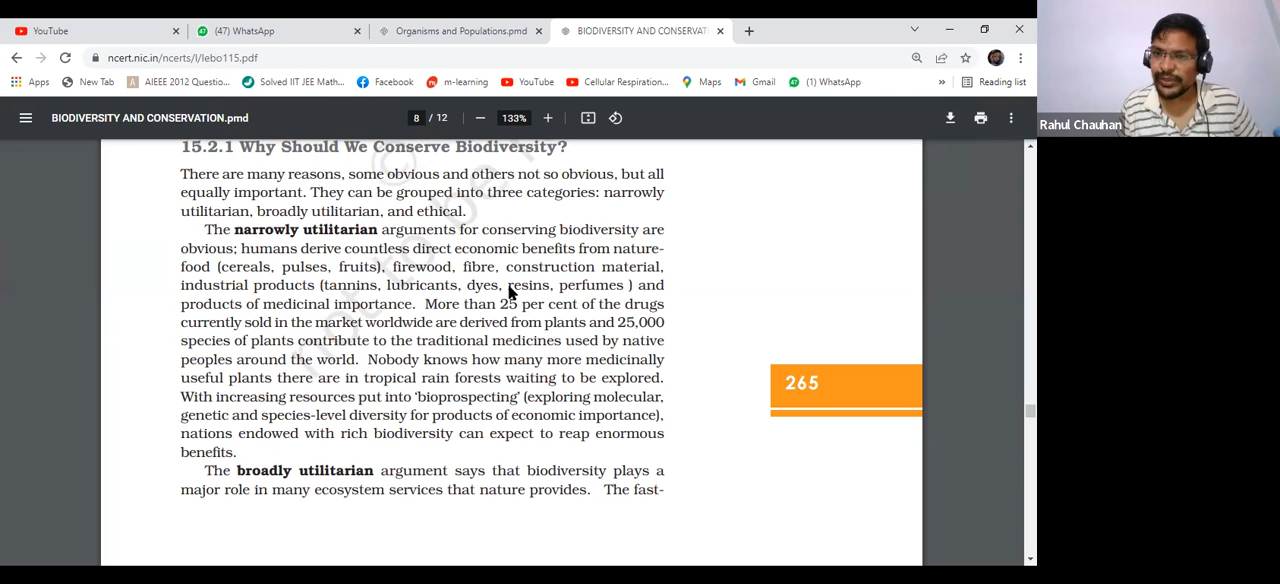 YouTube
(47) WhatsApp
Organisms and Populations.pmd
BIODIVERSITY AND CONSERVAT
ncert.nic.in/ncerts/l/lebo115.pdf
Apps
New Tab
AIEEE 2012 Questio...
Solved IIT JEE Math...
Facebook
m-learning
YouTube
Cellular Respiration...
Maps
Gmail
(1) WhatsApp
»
Reading list
BIODIVERSITY AND CONSERVATION.pmd
8 / 12
133%
Rahul Chauhan
15.2.1 Why Should We Conserve Biodiversity?
There are many reasons, some obvious and others not so obvious, but all
equally important. They can be grouped into three categories: narrowly
utilitarian, broadly utilitarian, and ethical.
The narrowly utilitarian arguments for conserving biodiversity are
obvious; humans derive countless direct economic benefits from nature-
food (cereals, pulses, fruits), firewood, fibre, construction material,
industrial products (tannins, lubricants, dyes, resins, perfumes ) and
products of medicinal importance. More than 25 per cent of the drugs
currently sold in the market worldwide are derived from plants and 25,000
species of plants contribute to the traditional medicines used by native
peoples around the world. Nobody knows how many more medicinally
useful plants there are in tropical rain forests waiting to be explored.
With increasing resources put into 'bioprospecting' (exploring molecular,
genetic and species-level diversity for products of economic importance),
nations endowed with rich biodiversity can expect to reap enormous
benefits.
265
The broadly utilitarian argument says that biodiversity plays a
major role in many ecosystem services that nature provides. The fast-
© not to be